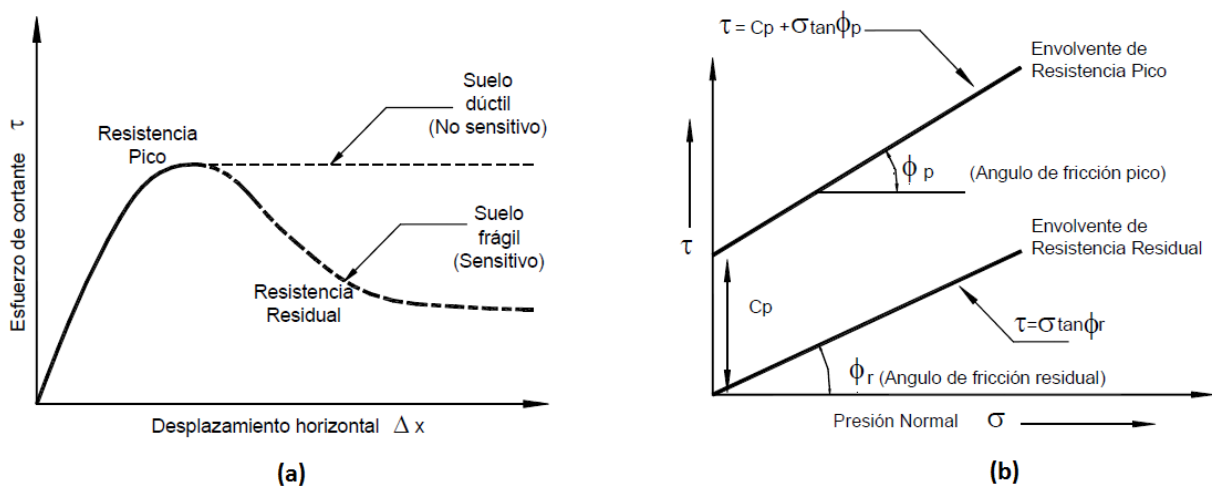 Esfuerzo de cortante τ
Resistencia
Pico
Suelo
dúctil
(No sensitivo)
Suelo
frágil
(Sensitivo)
Resistencia
Residual
Desplazamiento horizontal Δ x
(a)
τ = Cp + σtanϕp
Envolvente de
Resistencia Pico
ϕ p
(Angulo de fricción pico)
τ
Envolvente de
Resistencia Residual
Cp
τ=σtanϕr
ϕr (Angulo de fricción residual)
Presión Normal σ
(b)